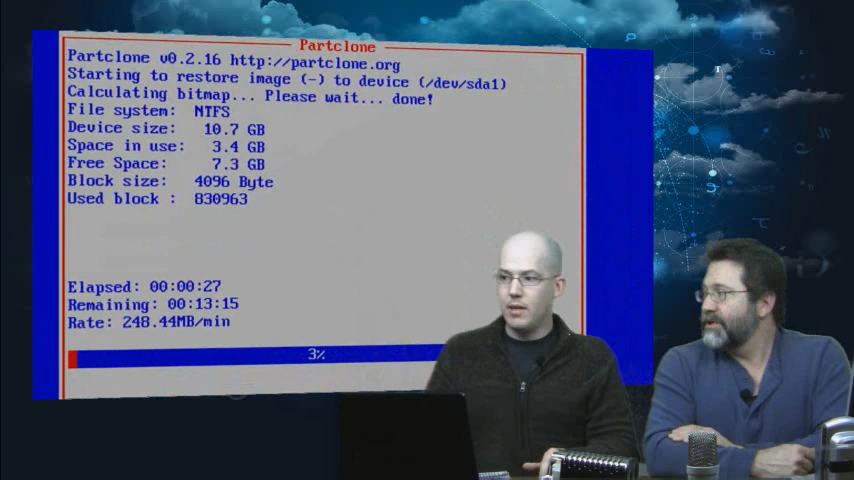 Partclone
Partclone v0.2.16 http://partclone.org
Starting to restore image (-) to device (/dev/sda1)
Calculating bitmap... Please wait... done!
File system:  NTFS
Device size:   10.7 GB
Space in use:   3.4 GB
Free Space:    7.3 GB
Block size:   4096 Byte
Used block :  830963
Elapsed: 00:00:27
Remaining: 00:13:15
Rate: 248.44MB/min
3%